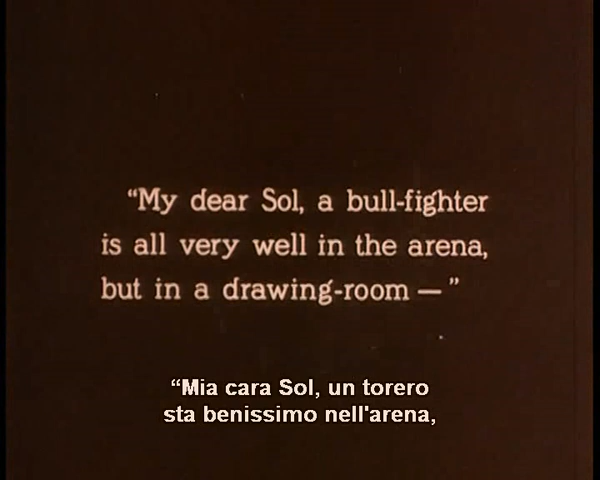 “My dear Sol, a bull-fighter
is all very well in the arena,
but in a drawing-room — ”
“Mia cara Sol, un torero
sta benissimo nell'arena,